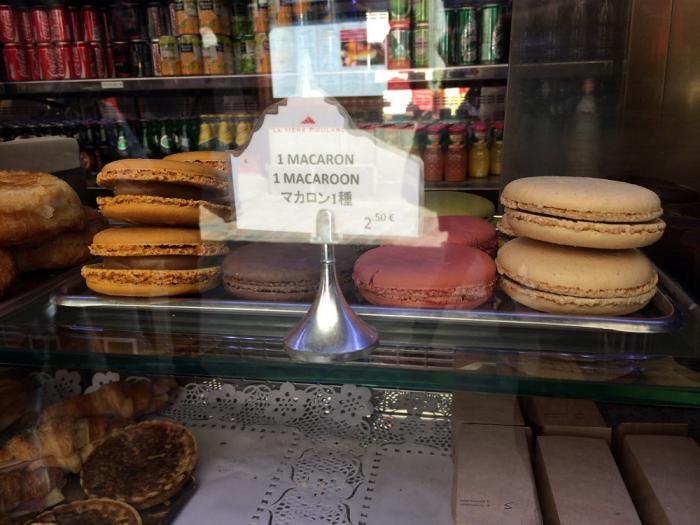 LA MÈRE POULARD
1 MACARON
1 MACAROON
マカロン1種
2.50 €